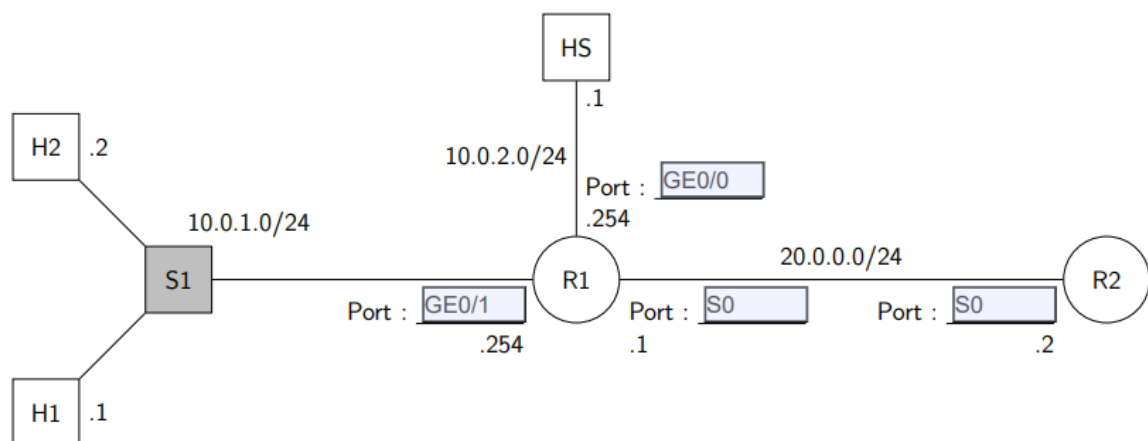 HS
.1
H2
.2
10.0.2.0/24
Port : GE0/0
.254
10.0.1.0/24
20.0.0.0/24
S1
R1
R2
Port : GE0/1
Port : S0
Port : S0
.254
.1
.2
H1
.1